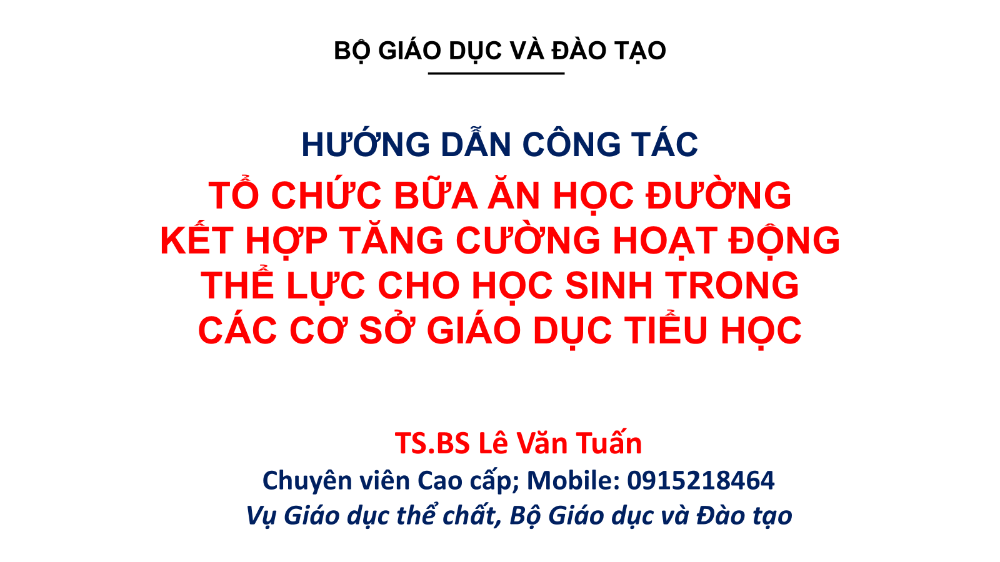 BỘ GIÁO DỤC VÀ ĐÀO TẠO
HƯỚNG DẪN CÔNG TÁC
TỔ CHỨC BỮA ĂN HỌC ĐƯỜNG
KẾT HỢP TĂNG CƯỜNG HOẠT ĐỘNG
THỂ LỰC CHO HỌC SINH TRONG
CÁC CƠ SỞ GIÁO DỤC TIỂU HỌC
TS.BS Lê Văn Tuấn
Chuyên viên Cao cấp; Mobile: 0915218464
Vụ Giáo dục thể chất, Bộ Giáo dục và Đào tạo